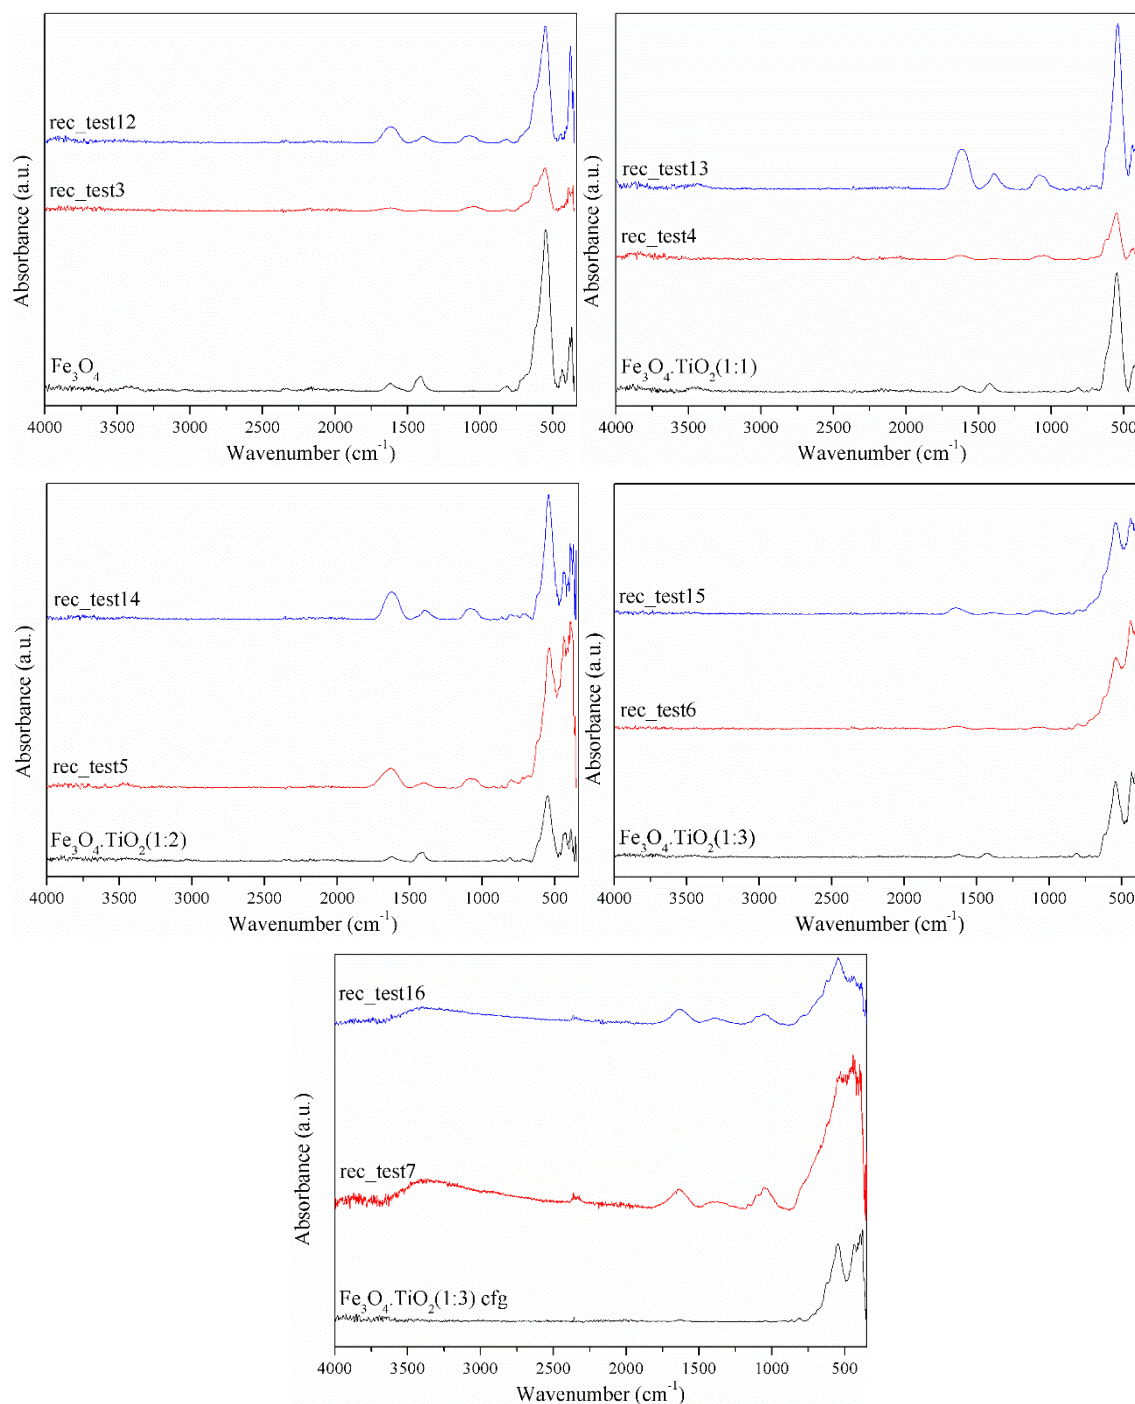 rec_test12
rec_test3
Fe₃O₄
Absorbance (a.u.)
4000 3500 3000 2500 2000 1500 1000 500
Wavenumber (cm⁻¹)
rec_test13
rec_test4
Fe₃O₄.TiO₂(1:1)
Absorbance (a.u.)
4000 3500 3000 2500 2000 1500 1000 500
Wavenumber (cm⁻¹)
rec_test14
rec_test5
Fe₃O₄.TiO₂(1:2)
Absorbance (a.u.)
4000 3500 3000 2500 2000 1500 1000 500
Wavenumber (cm⁻¹)
rec_test15
rec_test6
Fe₃O₄.TiO₂(1:3)
Absorbance (a.u.)
4000 3500 3000 2500 2000 1500 1000 500
Wavenumber (cm⁻¹)
rec_test16
rec_test7
Fe₃O₄.TiO₂(1:3) cfg
Absorbance (a.u.)
4000 3500 3000 2500 2000 1500 1000 500
Wavenumber (cm⁻¹)